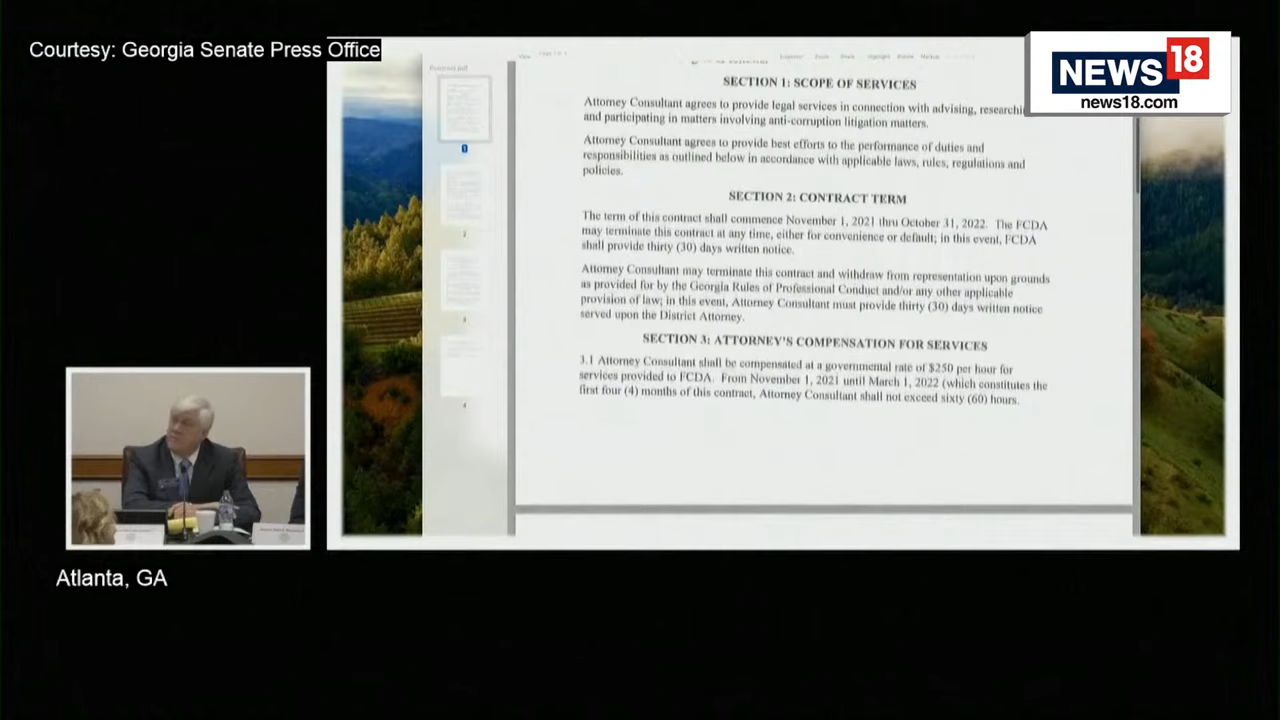 Courtesy: Georgia Senate Press Office
NEWS 18
news18.com
SECTION 1: SCOPE OF SERVICES
Attorney Consultant agrees to provide legal services in connection with advising,
and participating in matters involving anti-corruption litigation matters.
Attorney Consultant agrees to provide best efforts to the performance of duties and
responsibilities as outlined below in accordance with applicable laws, rules, regulations and
policies.
SECTION 2: CONTRACT TERM
The term of this contract shall commence November 1, 2021 thru October 31, 2022. The FCDA
may terminate this contract at any time, either for convenience or default; in this event, FCDA
shall provide thirty (30) days written notice.
Attorney Consultant may terminate this contract and withdraw from representation upon grounds
as provided for by the Georgia Rules of Professional Conduct and/or any other applicable
provision of law; in this event, Attorney Consultant must provide thirty (30) days written notice
served upon the District Attorney.
SECTION 3: ATTORNEY'S COMPENSATION FOR SERVICES
3.1 Attorney Consultant shall be compensated at a governmental rate of $250 per hour for
services provided to FCDA. From November 1, 2021 until March 1, 2022 (which constitutes the
first four (4) months of this contract, Attorney Consultant shall not exceed sixty (60) hours.
Atlanta, GA